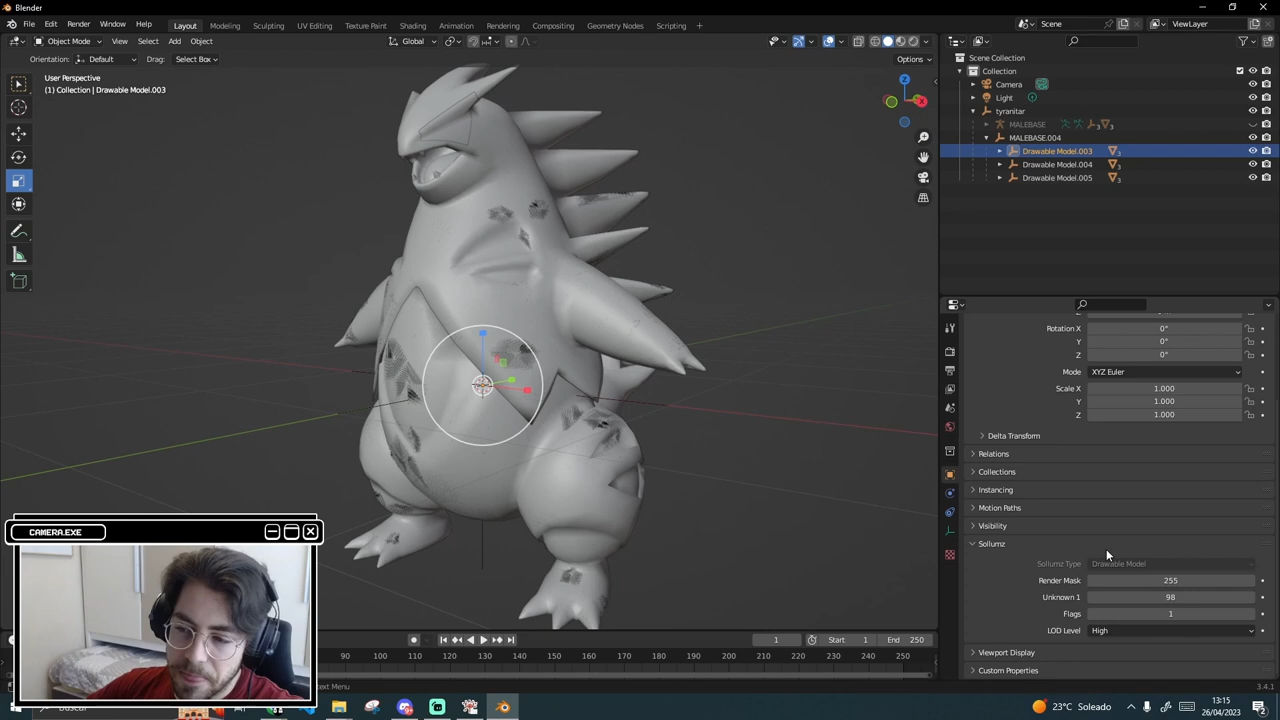 Blender
File Edit Render Window Help Layout Modeling Sculpting UV Editing Texture Paint Shading Animation Rendering Compositing Geometry Nodes Scripting + Scene ViewLayer
Object Mode View Select Add Object Global
Orientation: Default Drag: Select Box Options
User Perspective
(1) Collection | Drawable Model.003
Z
X
Scene Collection
Collection
Camera
Light
tyranitar
MALEBASE
MALEBASE.004
Drawable Model.003
Drawable Model.004
Drawable Model.005
Rotation X 0°
Y 0°
Z 0°
Mode XYZ Euler
Scale X 1.000
Y 1.000
Z 1.000
Delta Transform
Relations
Collections
Instancing
Motion Paths
Visibility
Sollumz
Sollumz Type Drawable Model
Render Mask 255
Unknown 1 98
Flags 1
LOD Level High
Viewport Display
Custom Properties
CAMERA.EXE
1 Start 1 End 250
90 100 110 120 130 140 150 160 170 180 190 200 210 220 230 240 250
text Menu
3.4.1
Buscar
23°C Soleado
13:15
26/04/2023